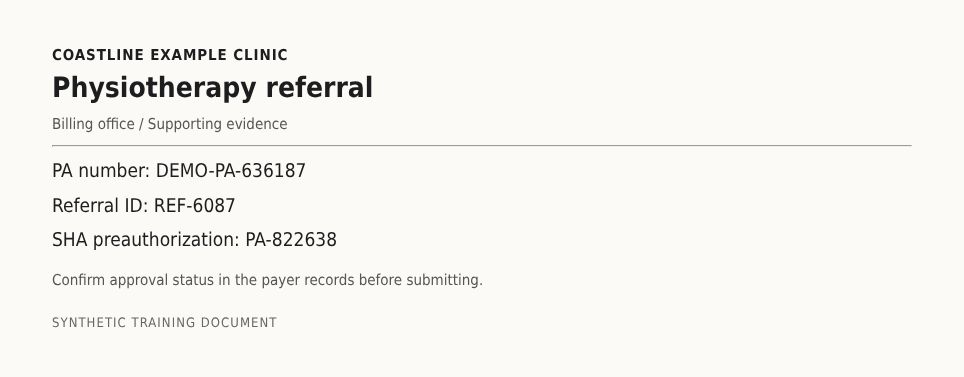 COASTLINE EXAMPLE CLINIC
Physiotherapy referral
Billing office / Supporting evidence
PA number: DEMO-PA-636187
Referral ID: REF-6087
SHA preauthorization: PA-822638
Confirm approval status in the payer records before submitting.
SYNTHETIC TRAINING DOCUMENT